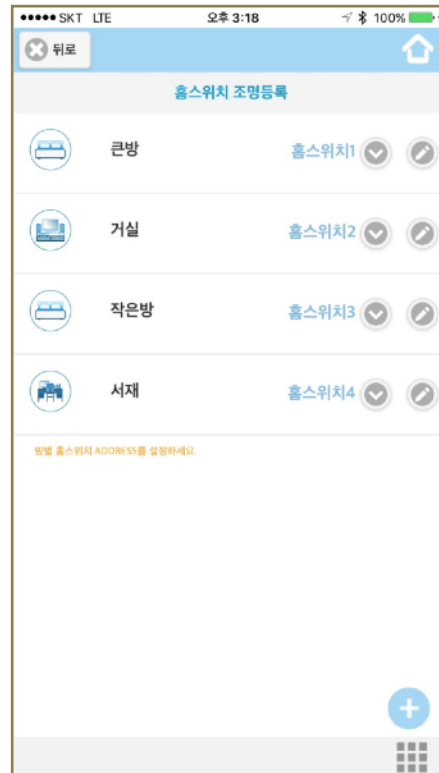 SKT LTE 오후 3:18 100%
뒤로
홈스위치 조명등록
큰방 홈스위치1
거실 홈스위치2
작은방 홈스위치3
서재 홈스위치4
방별 홈스위치 ADDRESS를 설정하세요.